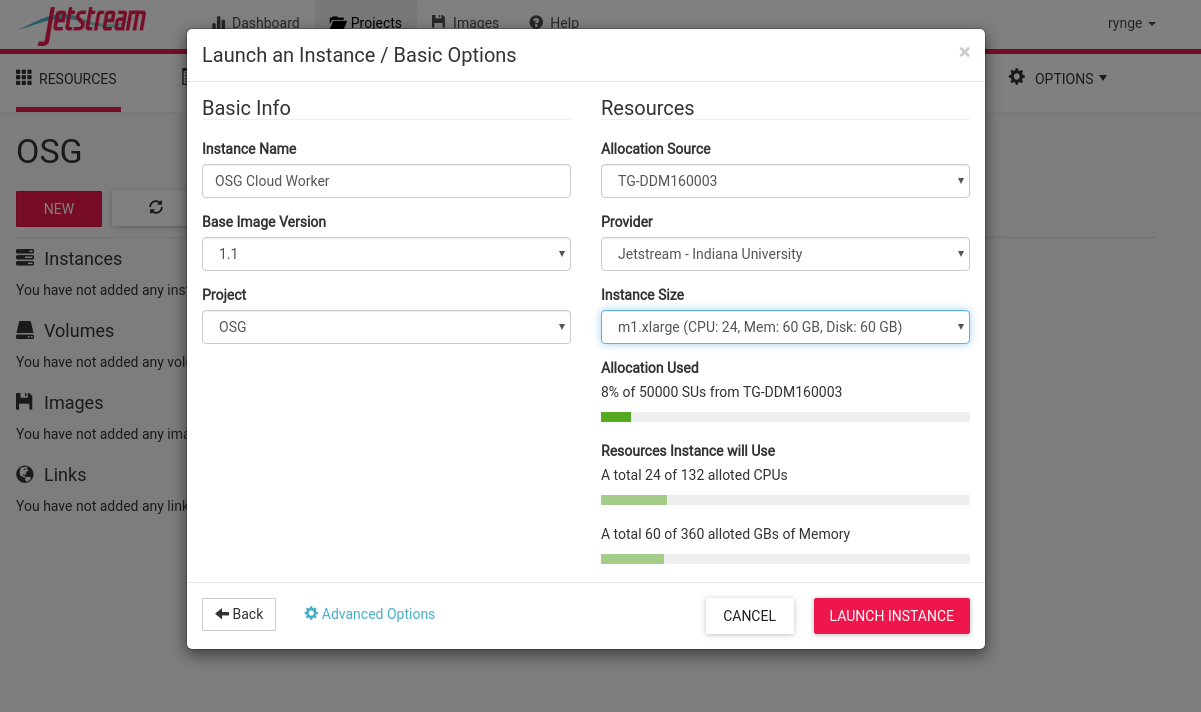 Jetstream
Dashboard
Projects
Images
Help
rynge
RESOURCES
OPTIONS
OSG
NEW
Instances
You have not added any ins
Volumes
You have not added any vol
Images
You have not added any ima
Links
You have not added any link
Launch an Instance / Basic Options
×
Basic Info
Instance Name
OSG Cloud Worker
Base Image Version
1.1
Project
OSG
Resources
Allocation Source
TG-DDM160003
Provider
Jetstream - Indiana University
Instance Size
m1.xlarge (CPU: 24, Mem: 60 GB, Disk: 60 GB)
Allocation Used
8% of 50000 SUs from TG-DDM160003
Resources Instance will Use
A total 24 of 132 alloted CPUs
A total 60 of 360 alloted GBs of Memory
Back
Advanced Options
CANCEL
LAUNCH INSTANCE